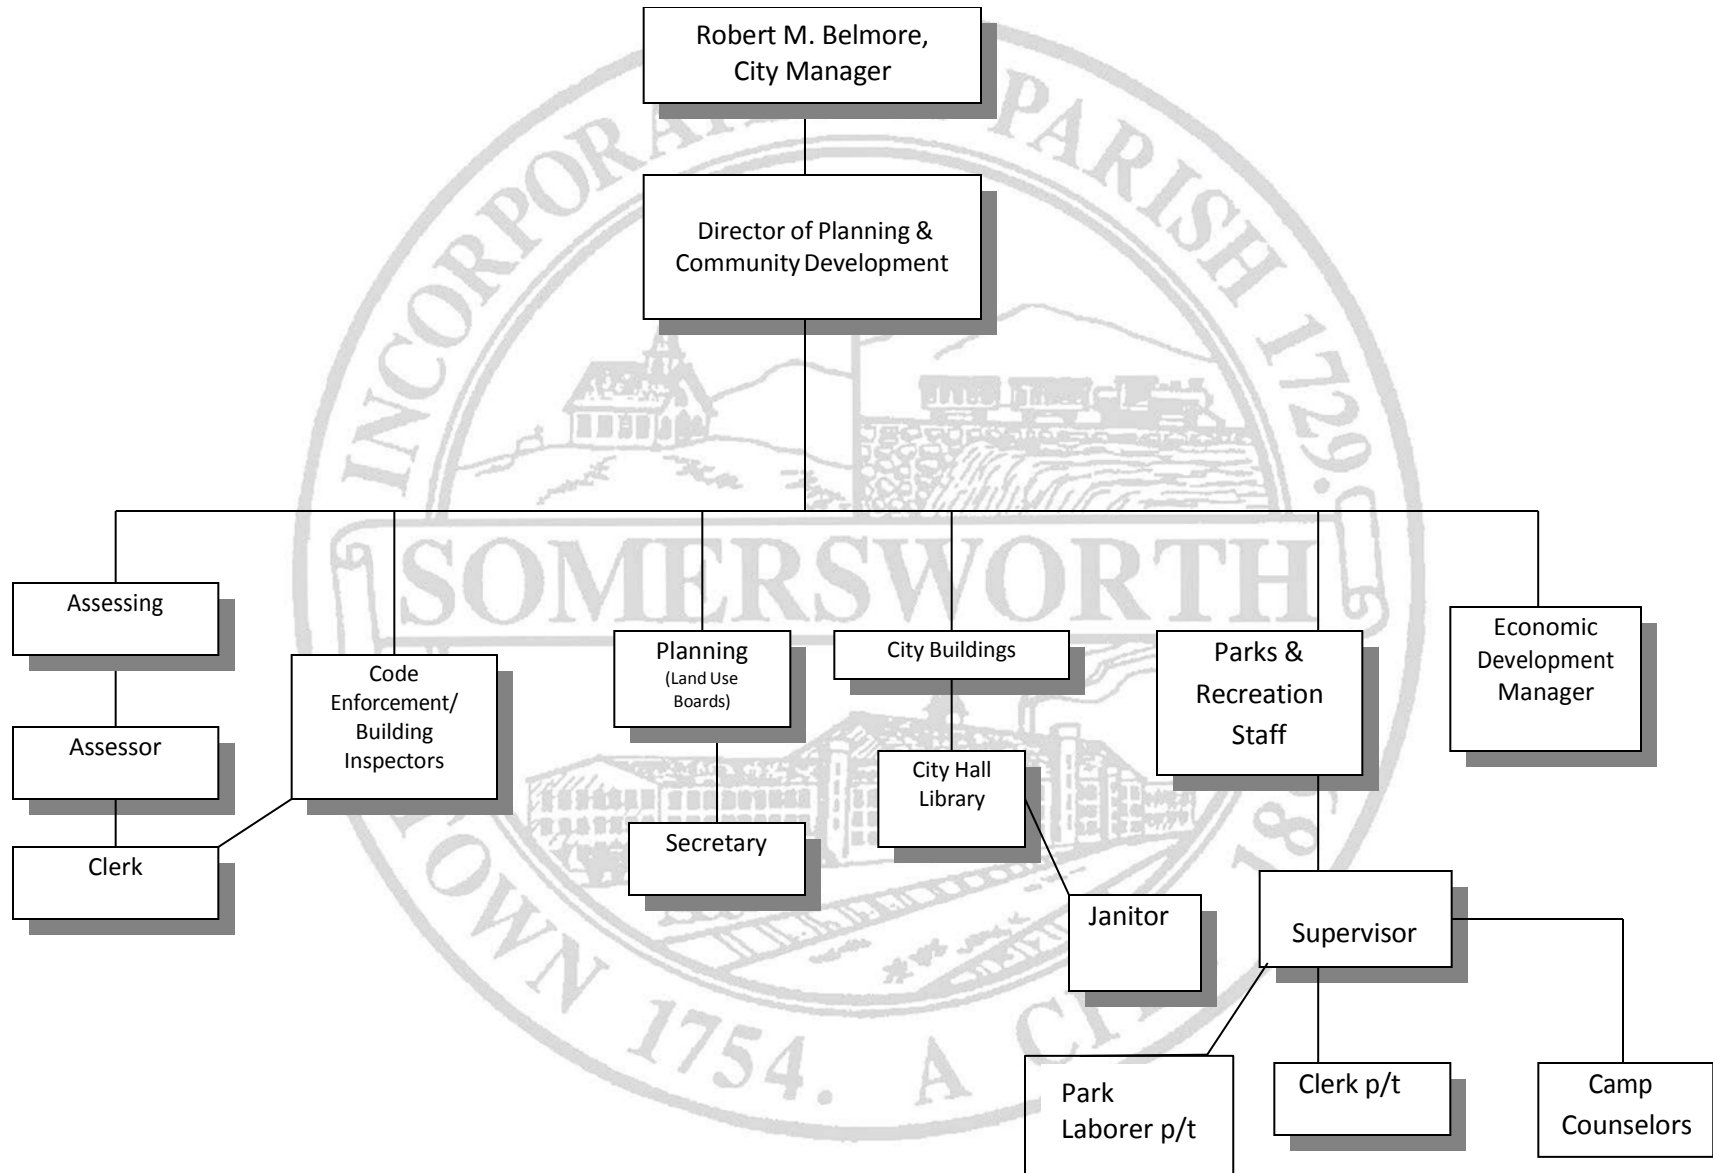 Robert M. Belmore,
City Manager
Director of Planning &
Community Development
INCORPORA
PARISH 1729.
SOMERSWORTH
Assessing
Assessor
Clerk
Code
Enforcement/
Building
Inspectors
Planning
(Land Use
Boards)
Secretary
City Buildings
City Hall
Library
Janitor
Parks &
Recreation
Staff
Supervisor
Park
Laborer p/t
Clerk p/t
Camp
Counselors
Economic
Development
Manager
TOWN 1754. A CI